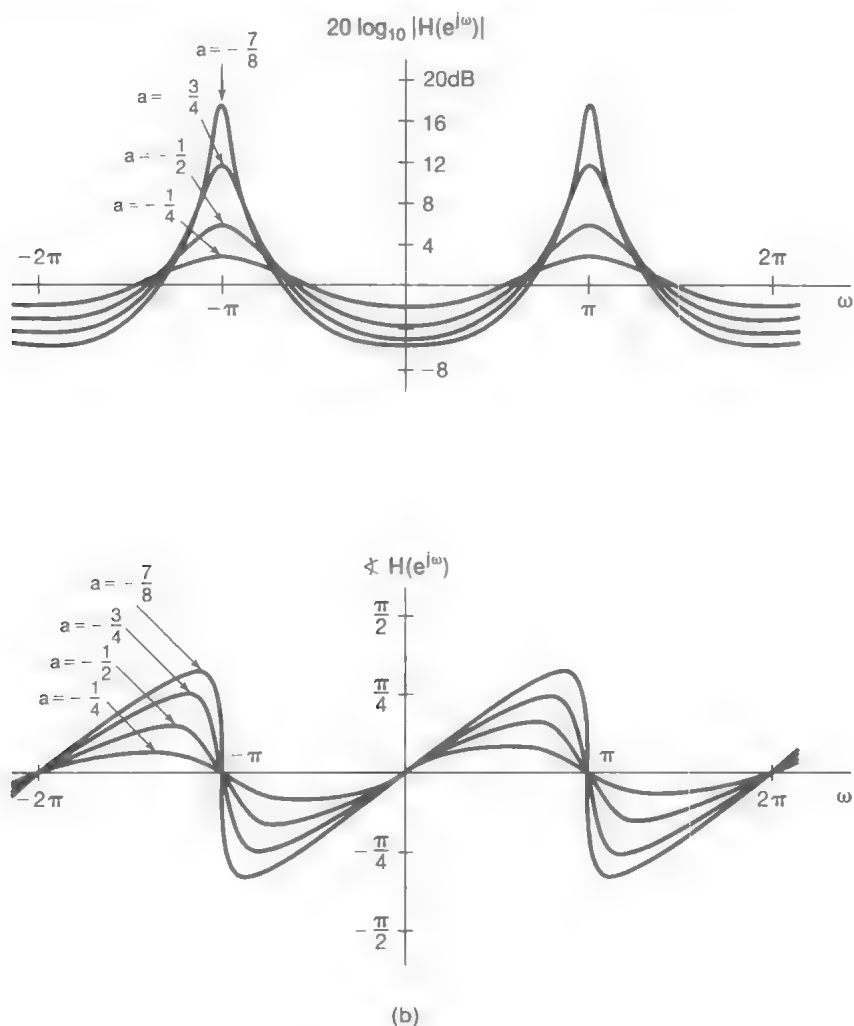 20 log₁₀ |H(e^jω)|
a = - 7/8
a = 3/4
a = - 1/2
a = - 1/4
20dB
16
12
8
4
-8
-2π
-π
π
2π
ω
∢ H(e^jω)
a = - 7/8
a = - 3/4
a = - 1/2
a = - 1/4
π/2
π/4
-π/4
-π/2
-2π
-π
π
2π
ω
(b)